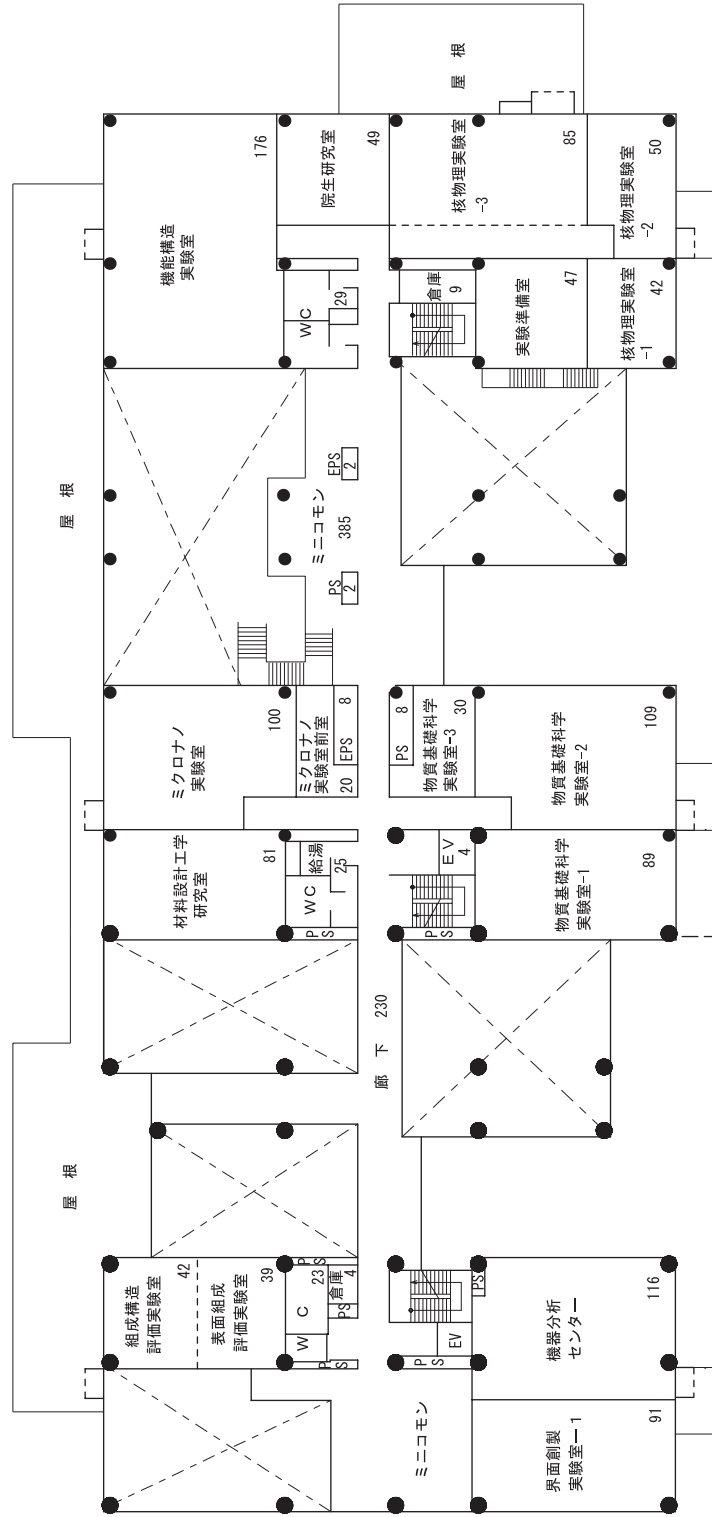 屋 根
機能構造
実験室
176
院生研究室
49
屋 根
核物理実験室
-3
85
核物理実験室
-2
50
WC
29
倉庫
9
実験準備室
47
核物理実験室
-1
42
屋 根
EPS
2
ミニコモン
385
PS
2
ミクロナノ
実験室
100
ミクロナノ
実験室前室
20
EPS
8
PS
8
物質基礎科学
実験室-3
30
物質基礎科学
実験室-2
109
材料設計工学
研究室
81
給湯
WC
25
PS
EV
4
PS
物質基礎科学
実験室-1
89
廊 下 230
屋 根
組成構造
評価実験室
42
表面組成
評価実験室
39
PS
W C
23
倉庫
4
PS
PS
PS
EV
PS
機器分析
センター
116
ミニコモン
界面創製
実験室ー1
91